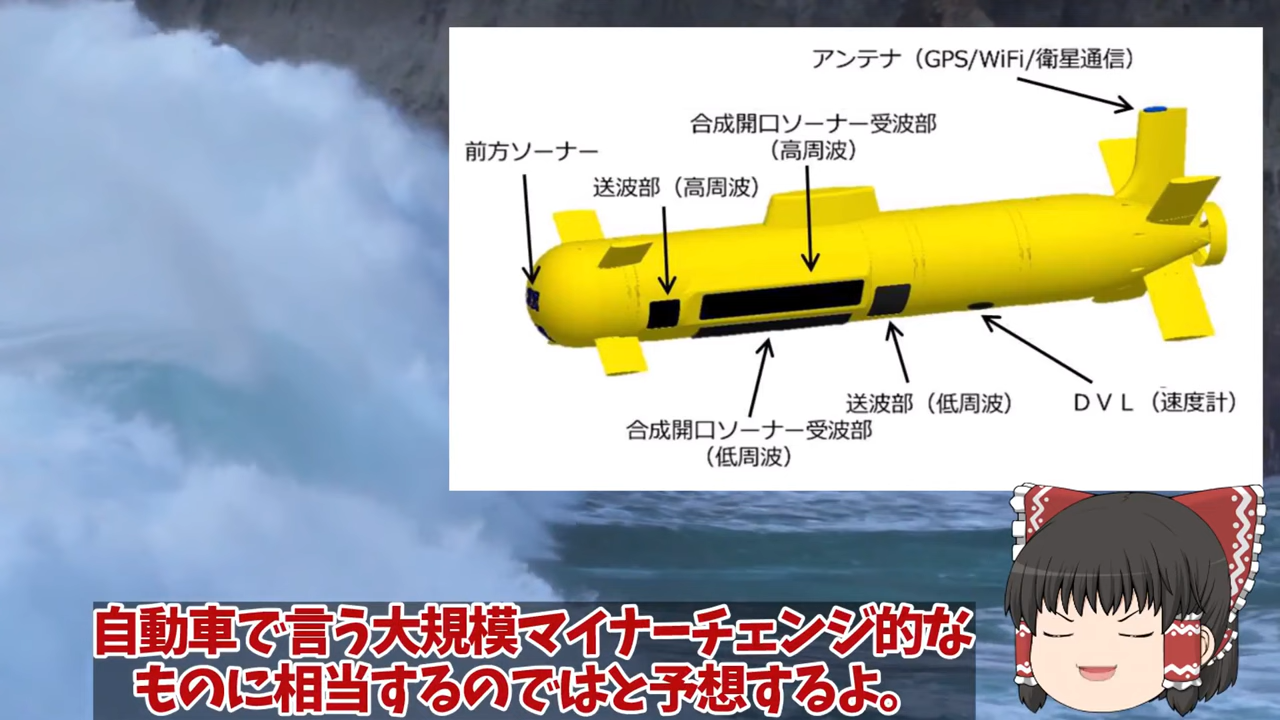 アンテナ（GPS/WiFi/衛星通信）
合成開口ソーナー受波部
（高周波）
前方ソーナー
送波部（高周波）
送波部（低周波）
DVL（速度計）
合成開口ソーナー受波部
（低周波）
自動車で言う大規模マイナーチェンジ的な
ものに相当するのではと予想するよ。